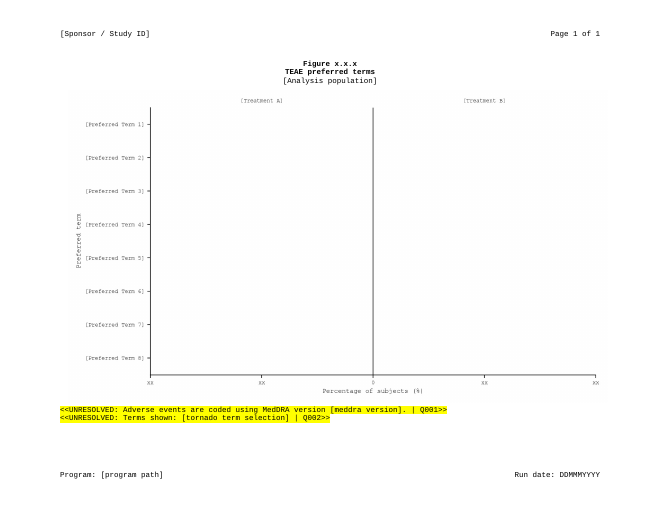 [Sponsor / Study ID]
Page 1 of 1
Figure x.x.x
TEAE preferred terms
[Analysis population]
[Treatment A]
[Treatment B]
[Preferred Term 1]
[Preferred Term 2]
[Preferred Term 3]
[Preferred Term 4]
[Preferred Term 5]
[Preferred Term 6]
[Preferred Term 7]
[Preferred Term 8]
Preferred term
xx
xx
0
xx
xx
Percentage of subjects (%)
<<UNRESOLVED: Adverse events are coded using MedDRA version [meddra version]. | Q001>>
<<UNRESOLVED: Terms shown: [tornado term selection] | Q002>>
Program: [program path]
Run date: DDMMMYYYY